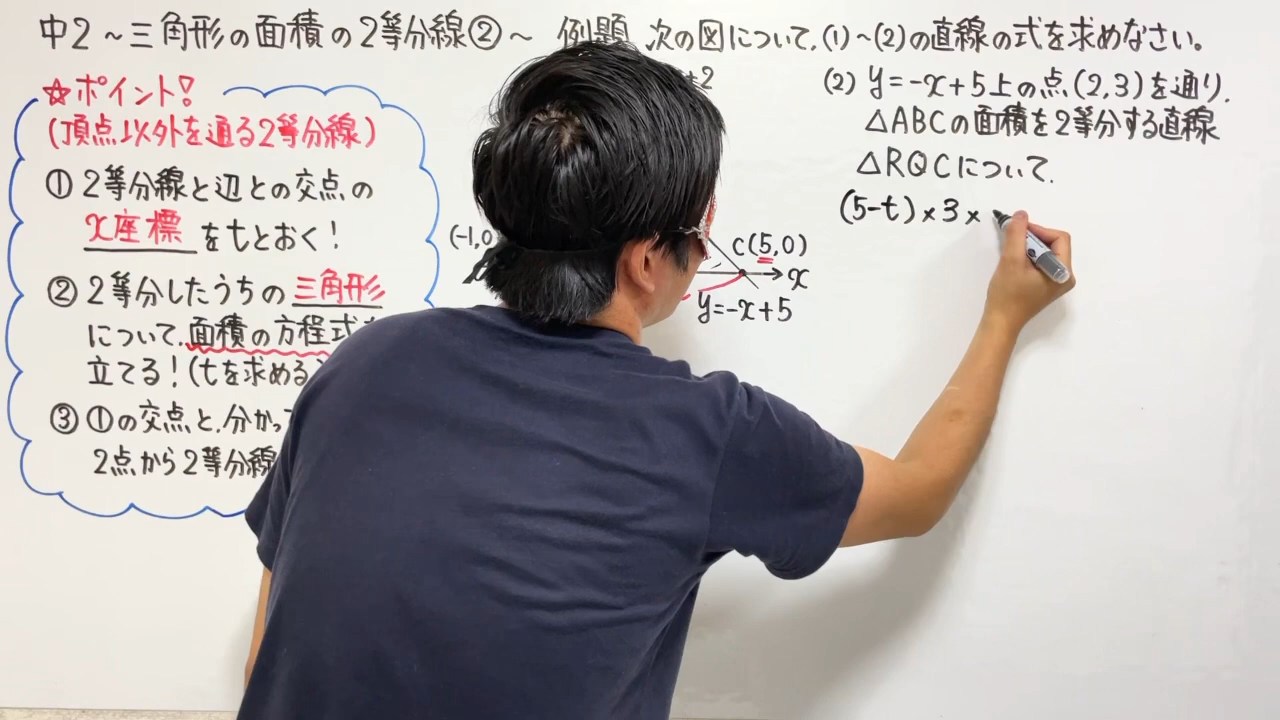 中2～三角形の面積の2等分線②～ 例題 次の図について、(1)～(2)の直線の式を求めなさい。
☆ポイント!
(頂点以外を通る2等分線)
① 2等分線と辺との交点の
x座標 をtとおく!
② 2等分したうちの 三角形
について、面積の方程式
立てる!(tを求める
③ ①の交点と、分かっ
2点から2等分線
+2
(-1,0
C(5,0)
x
y=-x+5
(2) y=-x+5上の点(2,3)を通り、
△ABCの面積を2等分する直線
△RQCについて、
(5-t)×3×